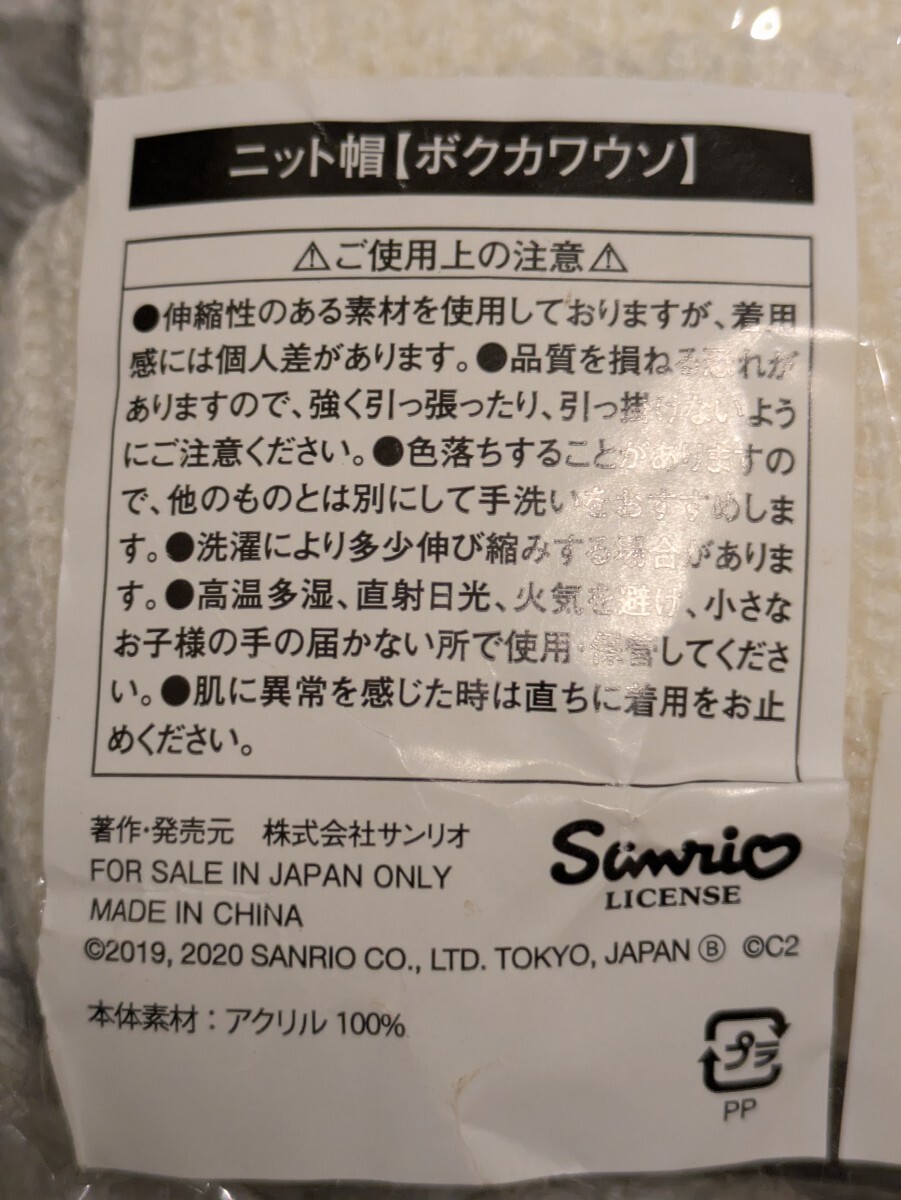 ニット帽【ボクカワウソ】
⚠ご使用上の注意⚠
●伸縮性のある素材を使用しておりますが、着用
感には個人差があります。●品質を損ねる恐れが
ありますので、強く引っ張ったり、引っ掛けないよう
にご注意ください。●色落ちすることがありますの
で、他のものとは別にして手洗いをおすすめしま
す。●洗濯により多少伸び縮みする場合がありま
す。●高温多湿、直射日光、火気を避け、小さな
お子様の手の届かない所で使用・保管してくださ
い。●肌に異常を感じた時は直ちに着用をお止
めください。
著作・発売元 株式会社サンリオ
FOR SALE IN JAPAN ONLY
MADE IN CHINA
©2019, 2020 SANRIO CO., LTD. TOKYO, JAPAN Ⓑ ©C2
Sanrio
LICENSE
本体素材：アクリル 100%
プラ
PP